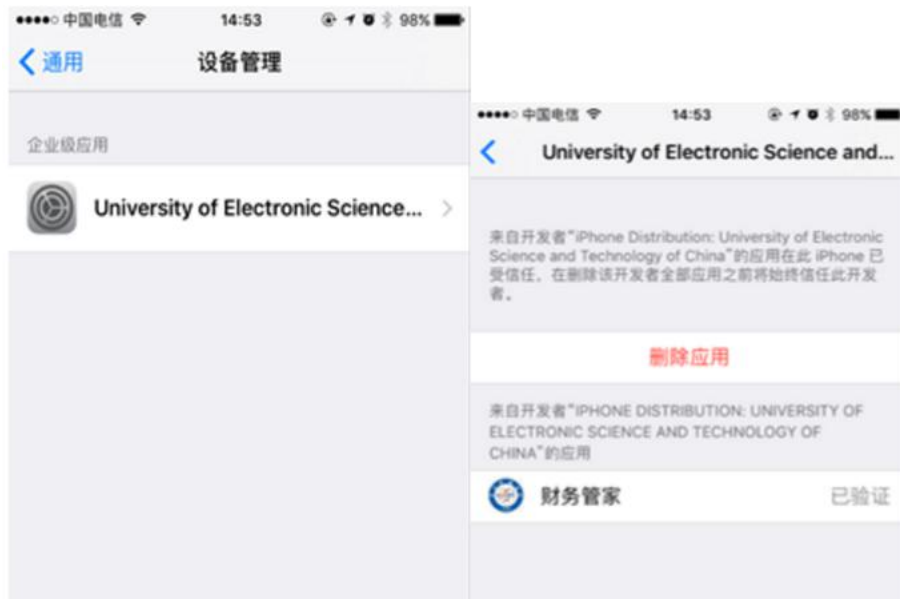 中国电信 14:53 98%
通用 设备管理
企业级应用
University of Electronic Science...
中国电信 14:53 98%
University of Electronic Science and...
来自开发者“iPhone Distribution: University of Electronic
Science and Technology of China”的应用在此 iPhone 已
受信任，在删除该开发者全部应用之前将始终信任此开发
者。
删除应用
来自开发者“IPHONE DISTRIBUTION: UNIVERSITY OF
ELECTRONIC SCIENCE AND TECHNOLOGY OF
CHINA”的应用
财务管家 已验证